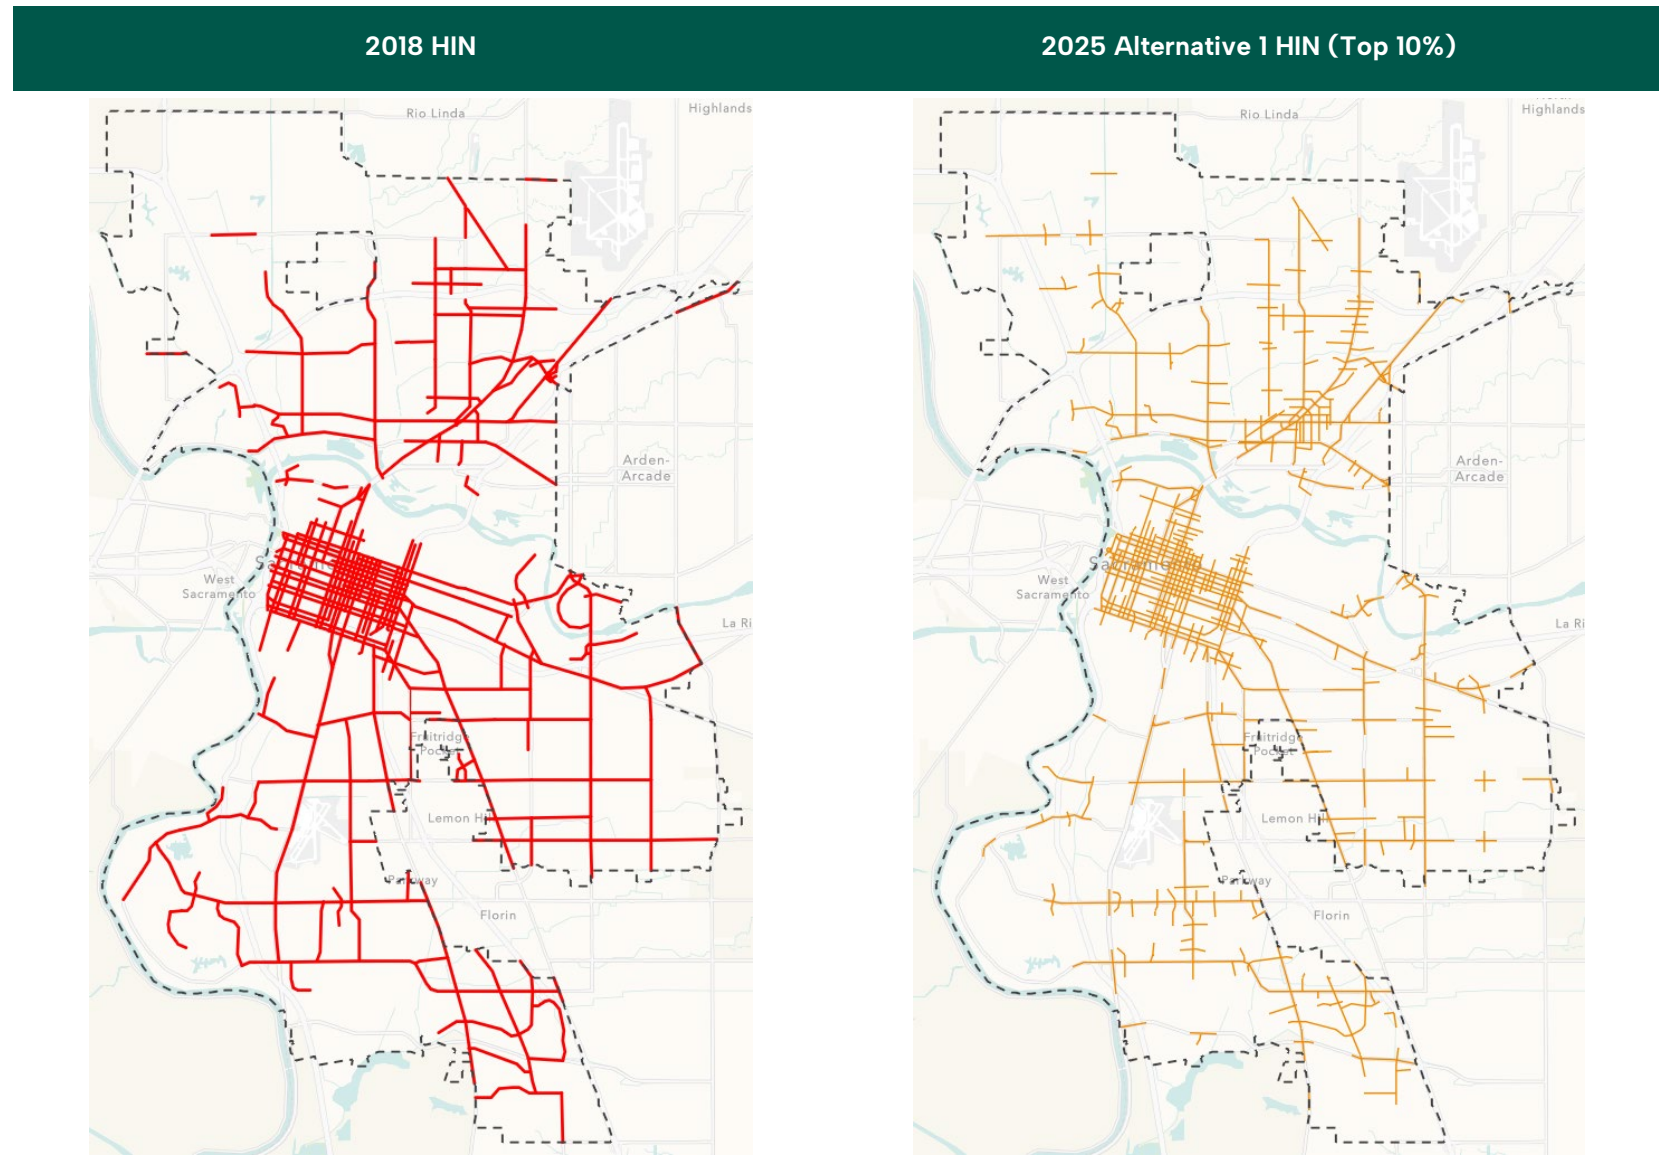 2018 HIN
2025 Alternative 1 HIN (Top 10%)
Rio Linda
Highlands
Arden-
Arcade
West
Sacramento
La Ri
Fruitridge
Pocket
Lemon Hill
Parkway
Florin
Rio Linda
Highlands
Arden-
Arcade
Sacramento
West
Sacramento
La Ri
Fruitridge
Pocket
Lemon Hill
Parkway
Florin